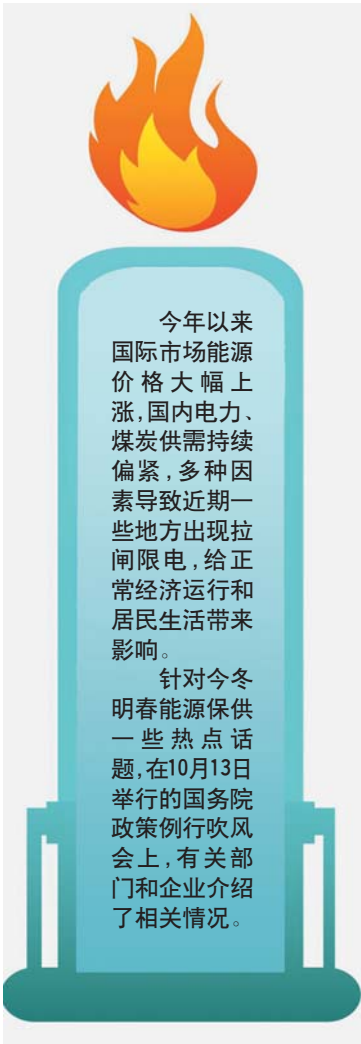 今年以来
国际市场能源
价格大幅上
涨,国内电力、
煤炭供需持续
偏紧,多种因
素导致近期一
些地方出现拉
闸限电,给正
常经济运行和
居民生活带来
影响。
针对今冬
明春能源保供
一些热点话
题,在10月13日
举行的国务院
政策例行吹风
会上,有关部
门和企业介绍
了相关情况。